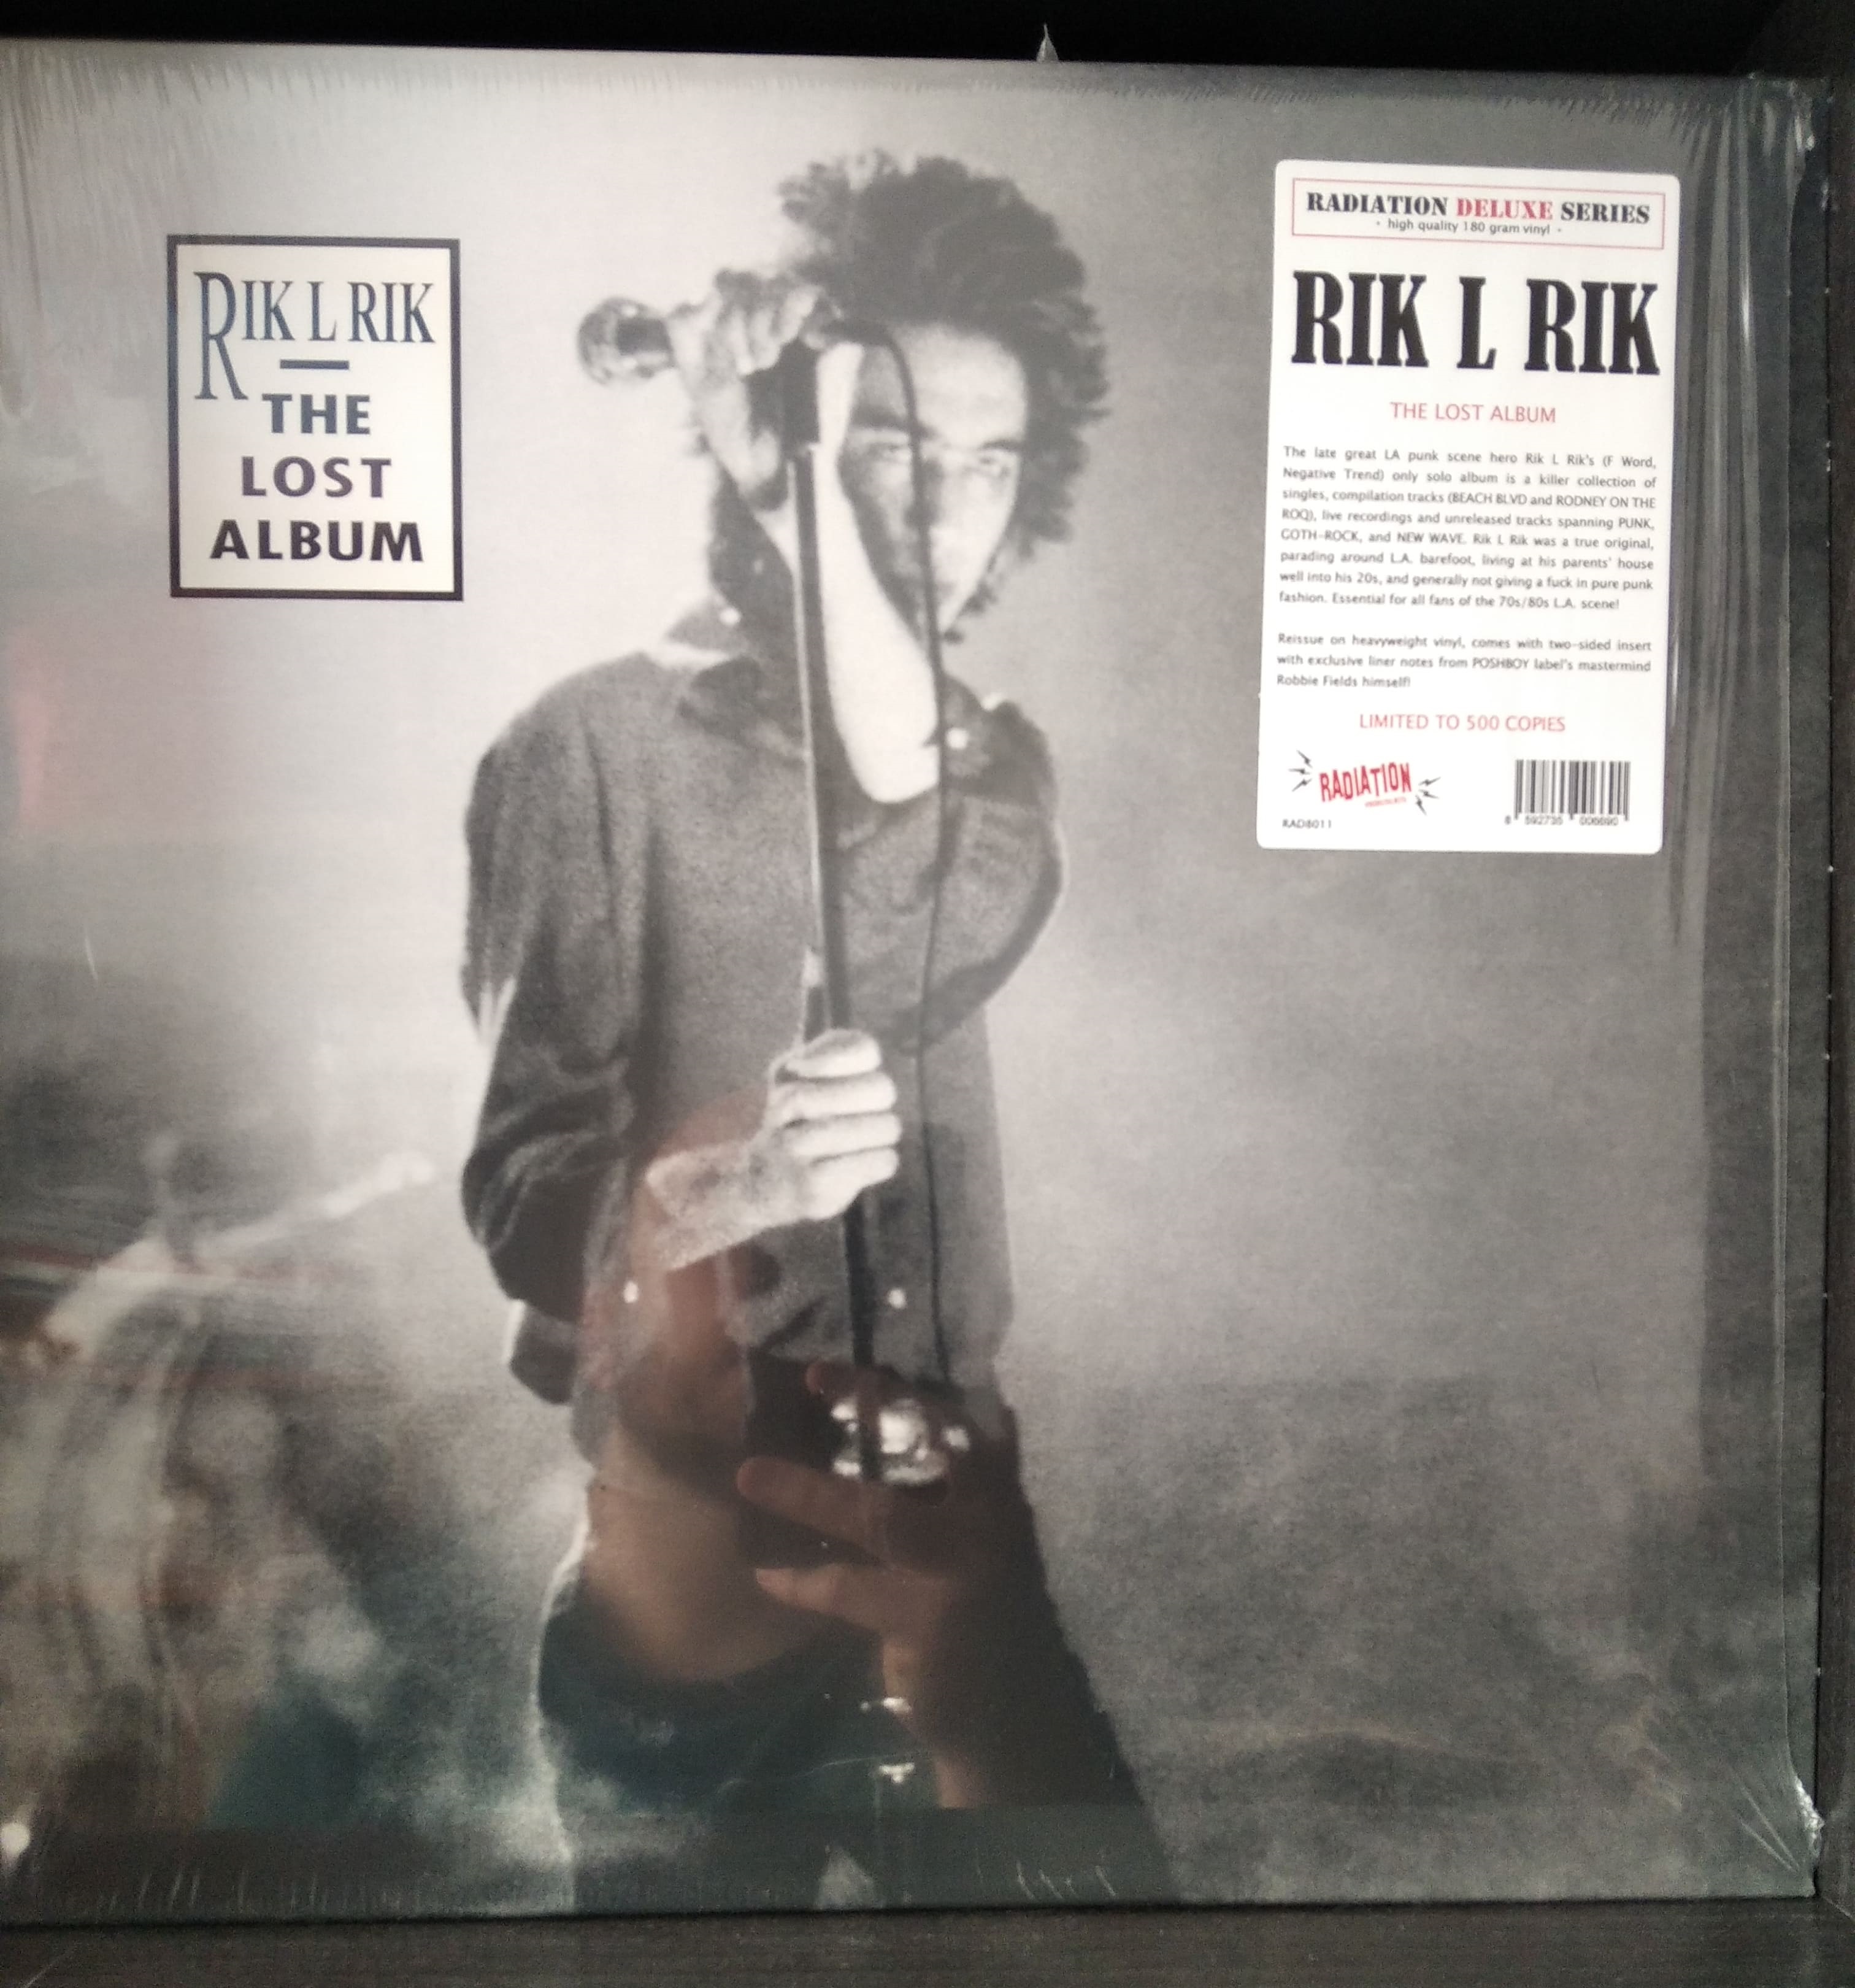 RIK L RIK
THE
LOST
ALBUM
RADIATION DELUXE SERIES
- high quality 180 gram vinyl -
RIK L RIK
THE LOST ALBUM
The late great LA punk scene hero Rik L Rik's (F Word,
Negative Trend) only solo album is a killer collection of
singles, compilation tracks (BEACH BLVD and RODNEY ON THE
ROQ), live recordings and unreleased tracks spanning PUNK,
GOTH-ROCK, and NEW WAVE. Rik L Rik was a true original,
parading around L.A. barefoot, living at his parents' house
well into his 20s, and generally not giving a fuck in pure punk
fashion. Essential for all fans of the 70s/80s L.A. scene!
Reissue on heavyweight vinyl, comes with two-sided insert
with exclusive liner notes from POSHBOY label's mastermind
Robbie Fields himself!
LIMITED TO 500 COPIES
RADIATION
RAD8011
8 592735 006690